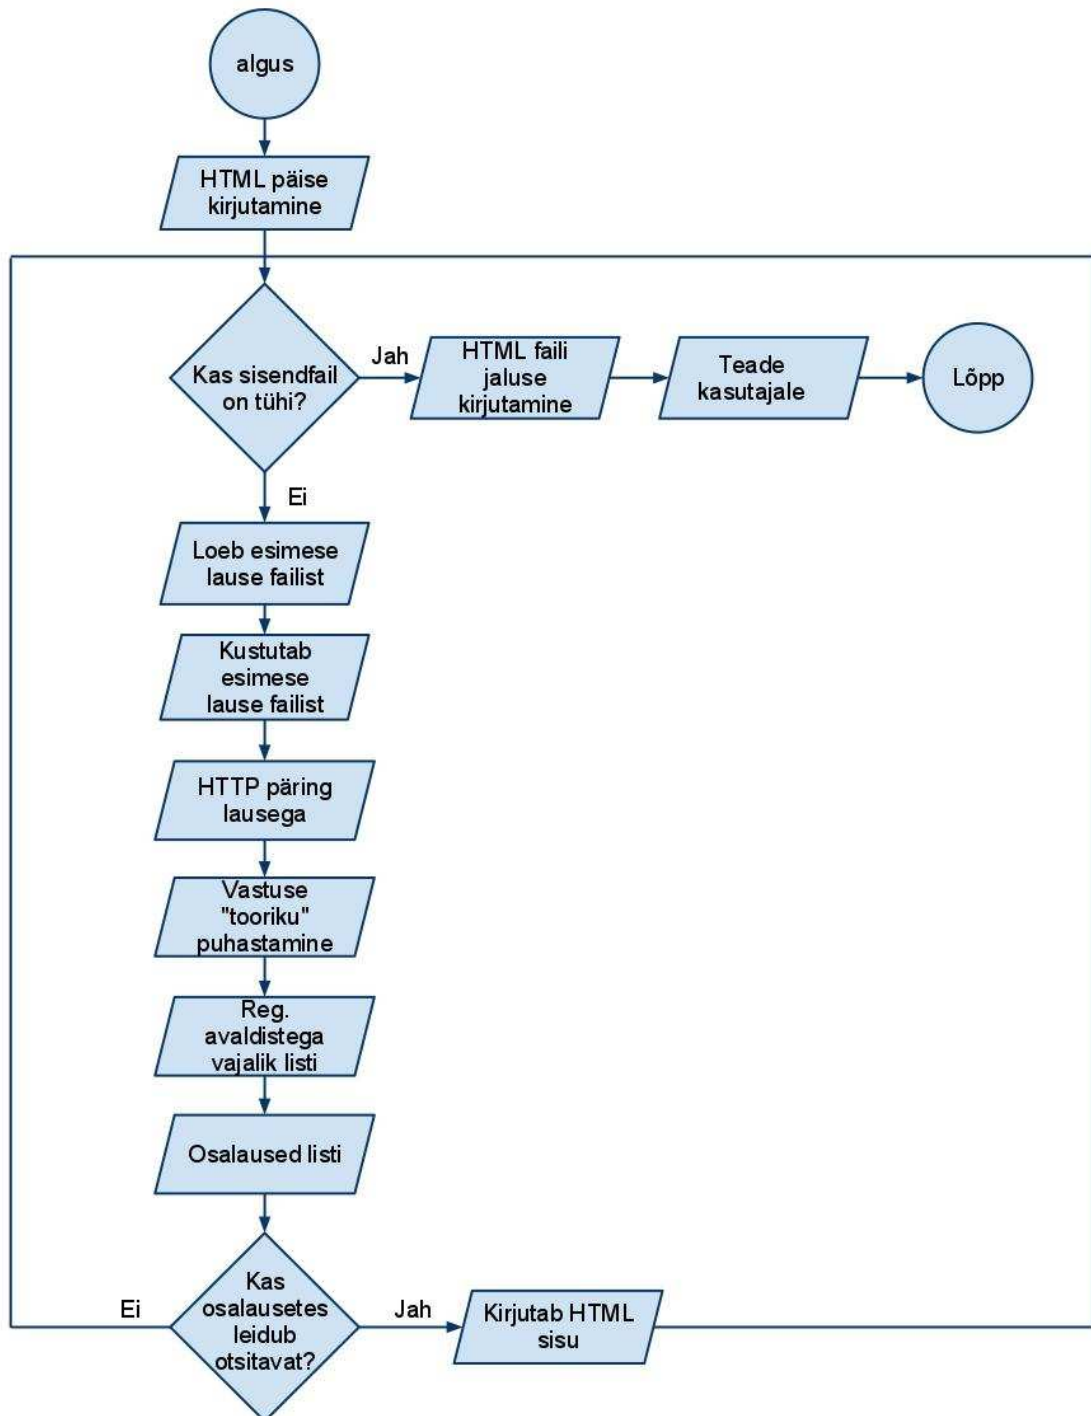 algus
HTML päise
kirjutamine
Kas sisendfail
on tühi?
Jah
HTML faili
jaluse
kirjutamine
Teade
kasutajale
Lõpp
Ei
Loeb esimese
lause failist
Kustutab
esimese
lause failist
HTTP päring
lausega
Vastuse
"tooriku"
puhastamine
Reg.
avaldistega
vajalik listi
Osalaused listi
Ei
Kas
osalausetes
leidub
otsitavat?
Jah
Kirjutab HTML
sisu